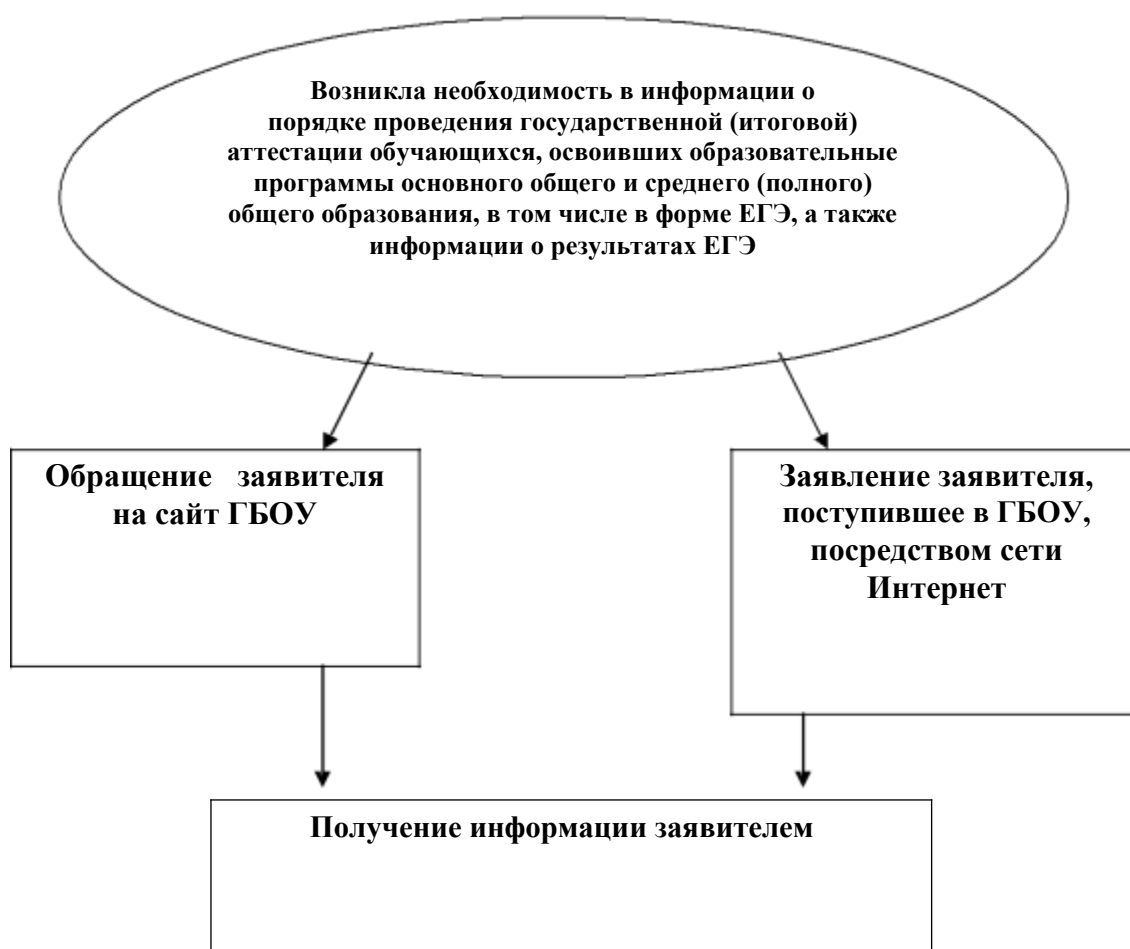 Возникла необходимость в информации о
порядке проведения государственной (итоговой)
аттестации обучающихся, освоивших образовательные
программы основного общего и среднего (полного)
общего образования, в том числе в форме ЕГЭ, а также
информации о результатах ЕГЭ
Обращение заявителя
на сайт ГБОУ
Заявление заявителя,
поступившее в ГБОУ,
посредством сети
Интернет
Получение информации заявителем